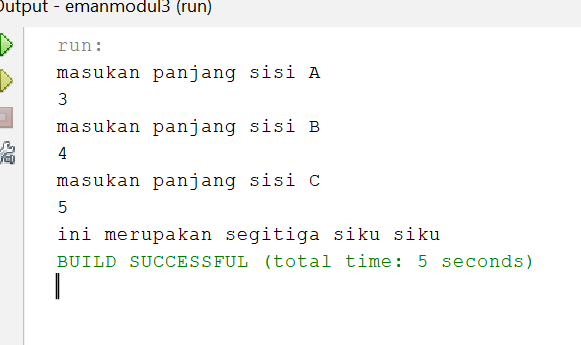 Output - emanmodul3 (run)
run:
masukan panjang sisi A
3
masukan panjang sisi B
4
masukan panjang sisi C
5
ini merupakan segitiga siku siku
BUILD SUCCESSFUL (total time: 5 seconds)